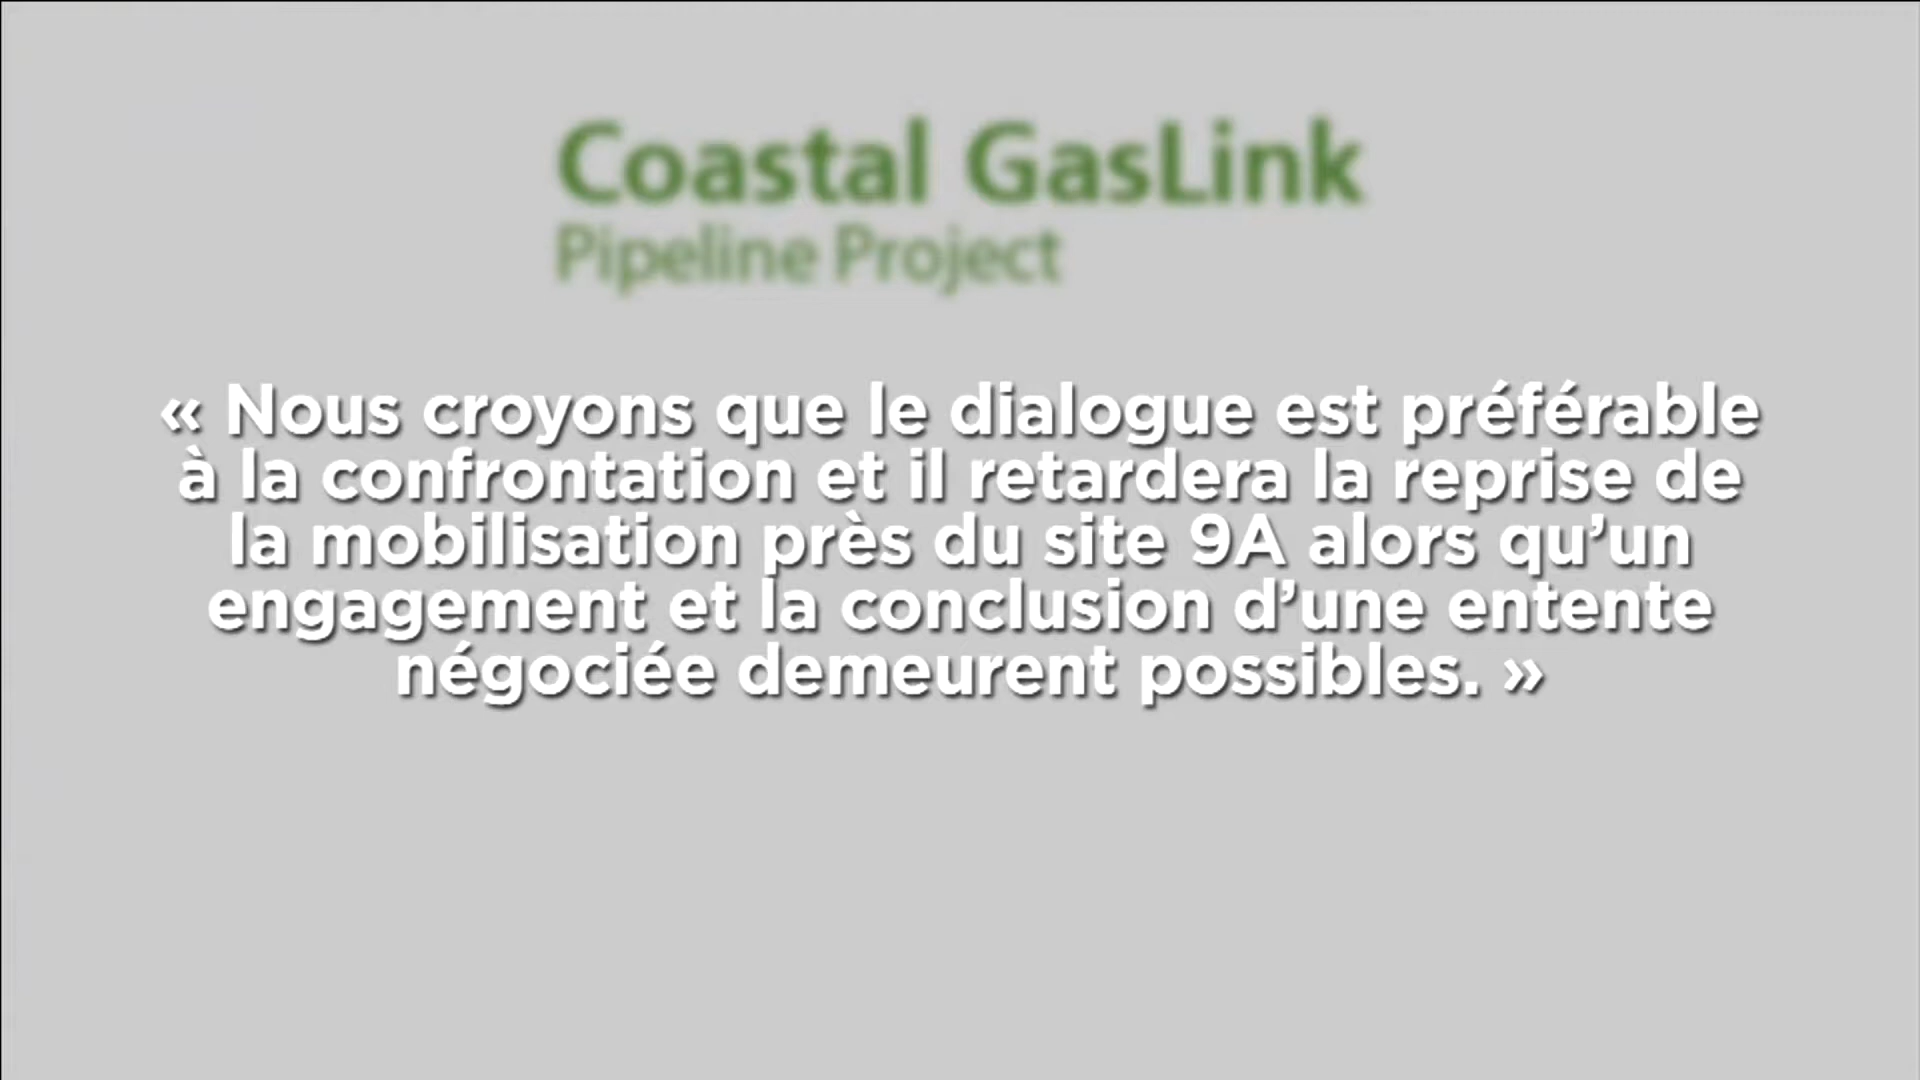 Coastal GasLink
Pipeline Project
« Nous croyons que le dialogue est préférable
à la confrontation et il retardera la reprise de
la mobilisation près du site 9A alors qu’un
engagement et la conclusion d’une entente
négociée demeurent possibles. »